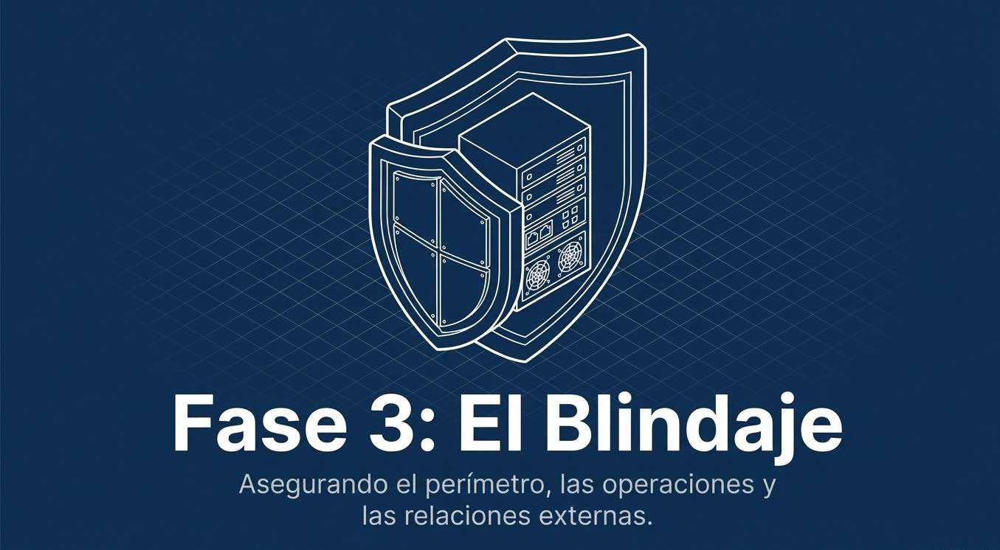 Fase 3: El Blindaje
Asegurando el perímetro, las operaciones y
las relaciones externas.